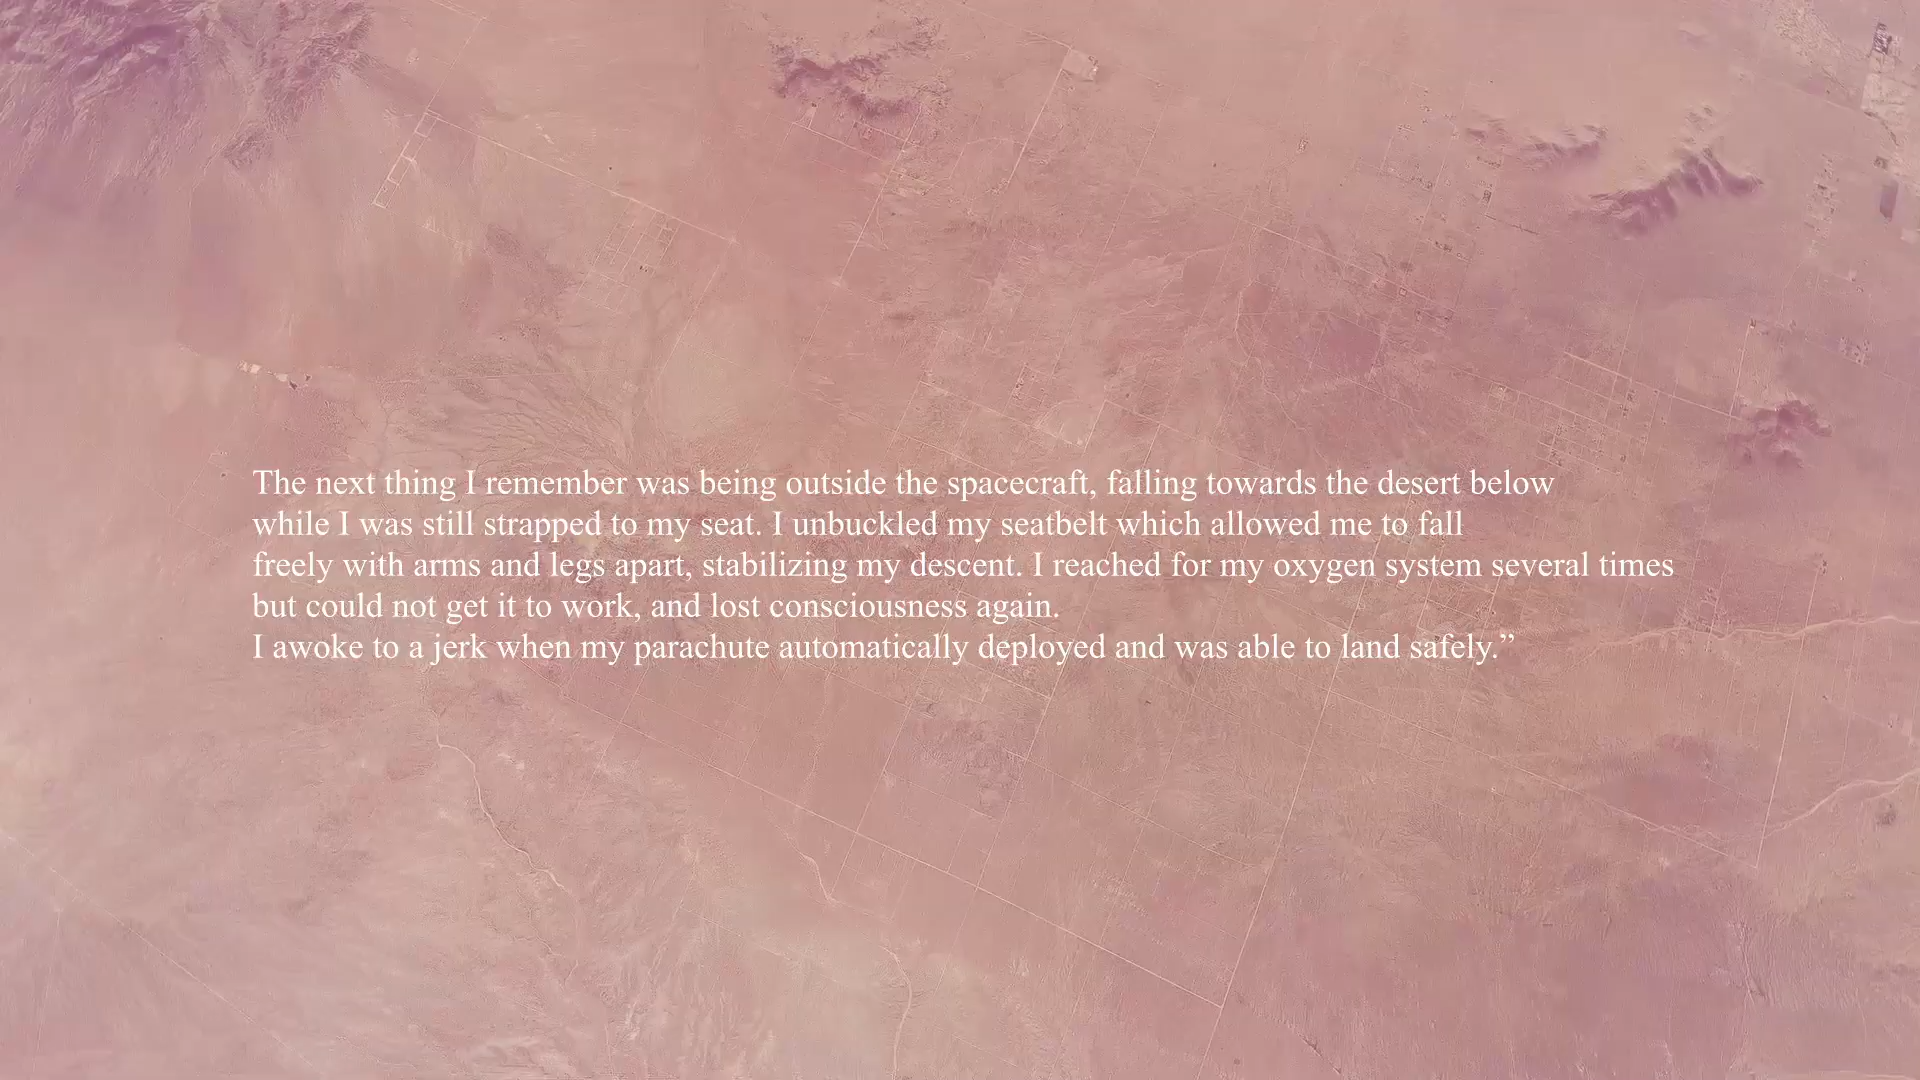 The next thing I remember was being outside the spacecraft, falling towards the desert below
while I was still strapped to my seat. I unbuckled my seatbelt which allowed me to fall
freely with arms and legs apart, stabilizing my descent. I reached for my oxygen system several times
but could not get it to work, and lost consciousness again.
I awoke to a jerk when my parachute automatically deployed and was able to land safely.”